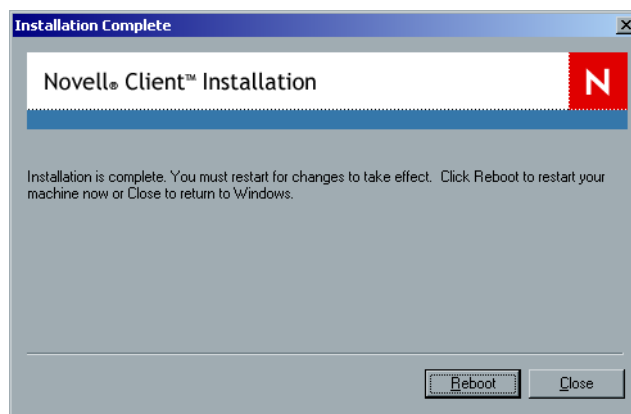 Installation Complete
Novell® Client™ Installation
N
Installation is complete. You must restart for changes to take effect. Click Reboot to restart your
machine now or Close to return to Windows.
Reboot
Close